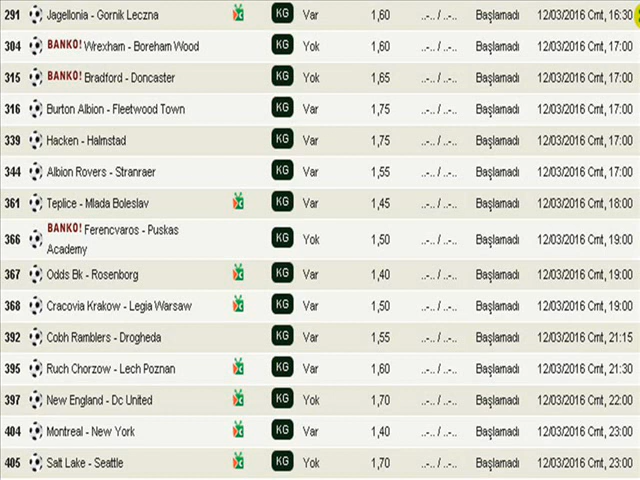 291 Jagellonia - Gornik Leczna KG Var 1,60 ..-.. / ..-.. Başlamadı 12/03/2016 Cmt, 16:30
304 BANKO! Wrexham - Boreham Wood KG Yok 1,60 ..-.. / ..-.. Başlamadı 12/03/2016 Cmt, 17:00
315 BANKO! Bradford - Doncaster KG Yok 1,65 ..-.. / ..-.. Başlamadı 12/03/2016 Cmt, 17:00
316 Burton Albion - Fleetwood Town KG Var 1,75 ..-.. / ..-.. Başlamadı 12/03/2016 Cmt, 17:00
339 Hacken - Halmstad KG Var 1,75 ..-.. / ..-.. Başlamadı 12/03/2016 Cmt, 17:00
344 Albion Rovers - Stranraer KG Var 1,55 ..-.. / ..-.. Başlamadı 12/03/2016 Cmt, 17:00
361 Teplice - Mlada Boleslav KG Var 1,45 ..-.. / ..-.. Başlamadı 12/03/2016 Cmt, 18:00
366 BANKO! Ferencvaros - Puskas
Academy KG Yok 1,50 ..-.. / ..-.. Başlamadı 12/03/2016 Cmt, 19:00
367 Odds Bk - Rosenborg KG Var 1,40 ..-.. / ..-.. Başlamadı 12/03/2016 Cmt, 19:00
368 Cracovia Krakow - Legia Warsaw KG Var 1,50 ..-.. / ..-.. Başlamadı 12/03/2016 Cmt, 19:00
392 Cobh Ramblers - Drogheda KG Var 1,55 ..-.. / ..-.. Başlamadı 12/03/2016 Cmt, 21:15
395 Ruch Chorzow - Lech Poznan KG Var 1,60 ..-.. / ..-.. Başlamadı 12/03/2016 Cmt, 21:30
397 New England - Dc United KG Yok 1,70 ..-.. / ..-.. Başlamadı 12/03/2016 Cmt, 22:00
404 Montreal - New York KG Var 1,40 ..-.. / ..-.. Başlamadı 12/03/2016 Cmt, 23:00
405 Salt Lake - Seattle KG Yok 1,70 ..-.. / ..-.. Başlamadı 12/03/2016 Cmt, 23:00